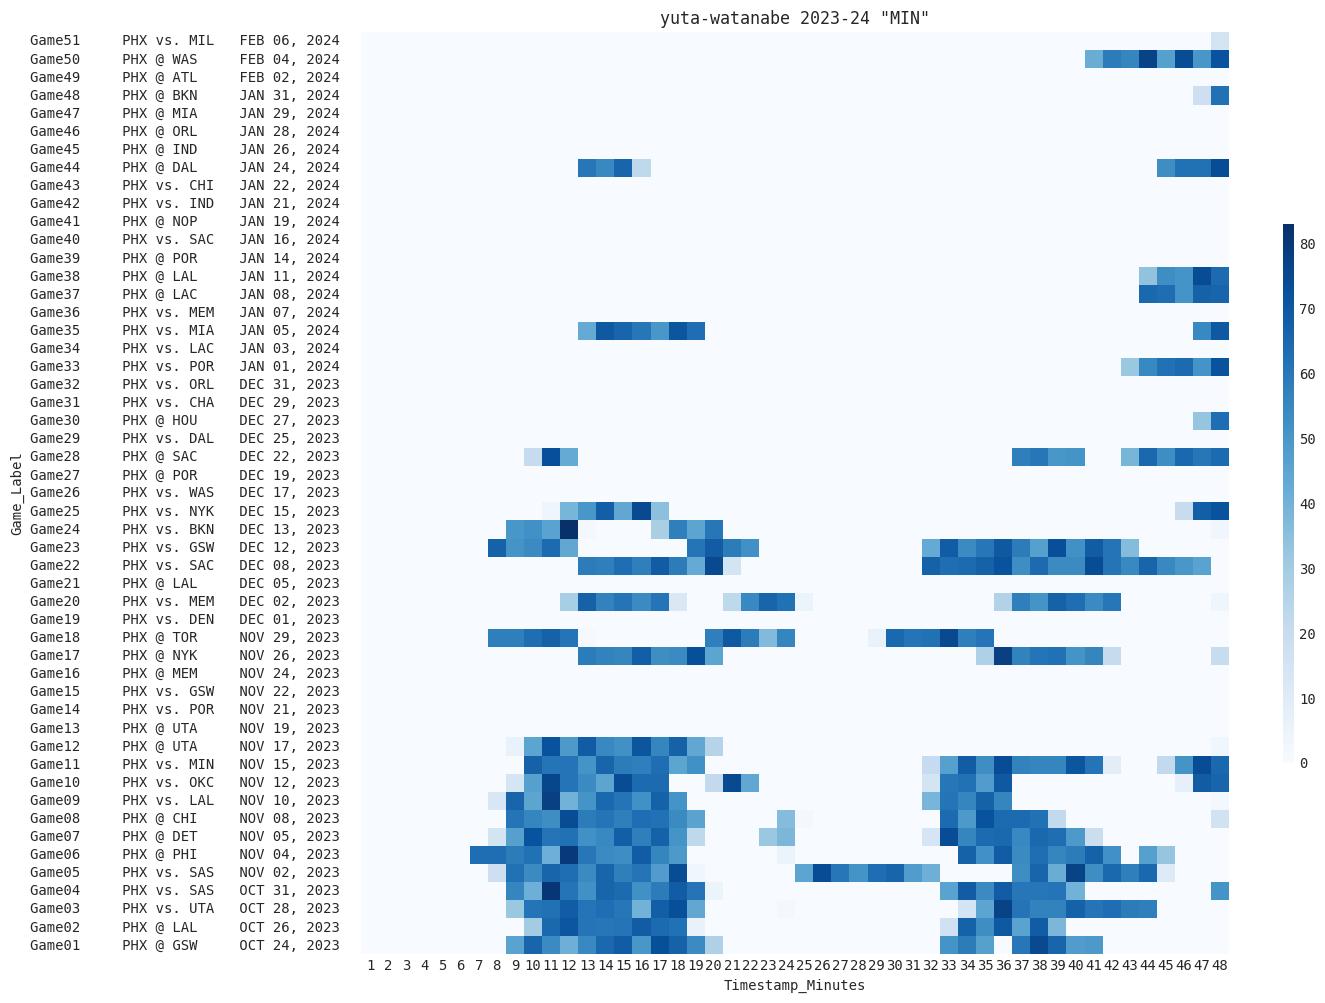 yuta-watanabe 2023-24 "MIN"
Game51 PHX vs. MIL FEB 06, 2024
Game50 PHX @ WAS FEB 04, 2024
Game49 PHX @ ATL FEB 02, 2024
Game48 PHX @ BKN JAN 31, 2024
Game47 PHX @ MIA JAN 29, 2024
Game46 PHX @ ORL JAN 28, 2024
Game45 PHX @ IND JAN 26, 2024
Game44 PHX @ DAL JAN 24, 2024
Game43 PHX vs. CHI JAN 22, 2024
Game42 PHX vs. IND JAN 21, 2024
Game41 PHX @ NOP JAN 19, 2024
Game40 PHX vs. SAC JAN 16, 2024
Game39 PHX @ POR JAN 14, 2024
Game38 PHX @ LAL JAN 11, 2024
Game37 PHX @ LAC JAN 08, 2024
Game36 PHX vs. MEM JAN 07, 2024
Game35 PHX vs. MIA JAN 05, 2024
Game34 PHX vs. LAC JAN 03, 2024
Game33 PHX vs. POR JAN 01, 2024
Game32 PHX vs. ORL DEC 31, 2023
Game31 PHX vs. CHA DEC 29, 2023
Game30 PHX @ HOU DEC 27, 2023
Game29 PHX vs. DAL DEC 25, 2023
Game28 PHX @ SAC DEC 22, 2023
Game27 PHX @ POR DEC 19, 2023
Game26 PHX vs. WAS DEC 17, 2023
Game25 PHX vs. NYK DEC 15, 2023
Game24 PHX vs. BKN DEC 13, 2023
Game23 PHX vs. GSW DEC 12, 2023
Game22 PHX vs. SAC DEC 08, 2023
Game21 PHX @ LAL DEC 05, 2023
Game20 PHX vs. MEM DEC 02, 2023
Game19 PHX vs. DEN DEC 01, 2023
Game18 PHX @ TOR NOV 29, 2023
Game17 PHX @ NYK NOV 26, 2023
Game16 PHX @ MEM NOV 24, 2023
Game15 PHX vs. GSW NOV 22, 2023
Game14 PHX vs. POR NOV 21, 2023
Game13 PHX @ UTA NOV 19, 2023
Game12 PHX @ UTA NOV 17, 2023
Game11 PHX vs. MIN NOV 15, 2023
Game10 PHX vs. OKC NOV 12, 2023
Game09 PHX vs. LAL NOV 10, 2023
Game08 PHX @ CHI NOV 08, 2023
Game07 PHX @ DET NOV 05, 2023
Game06 PHX @ PHI NOV 04, 2023
Game05 PHX vs. SAS NOV 02, 2023
Game04 PHX vs. SAS OCT 31, 2023
Game03 PHX vs. UTA OCT 28, 2023
Game02 PHX @ LAL OCT 26, 2023
Game01 PHX @ GSW OCT 24, 2023
Game_Label
1 2 3 4 5 6 7 8 9 10 11 12 13 14 15 16 17 18 19 20 21 22 23 24 25 26 27 28 29 30 31 32 33 34 35 36 37 38 39 40 41 42 43 44 45 46 47 48
Timestamp_Minutes
80
70
60
50
40
30
20
10
0